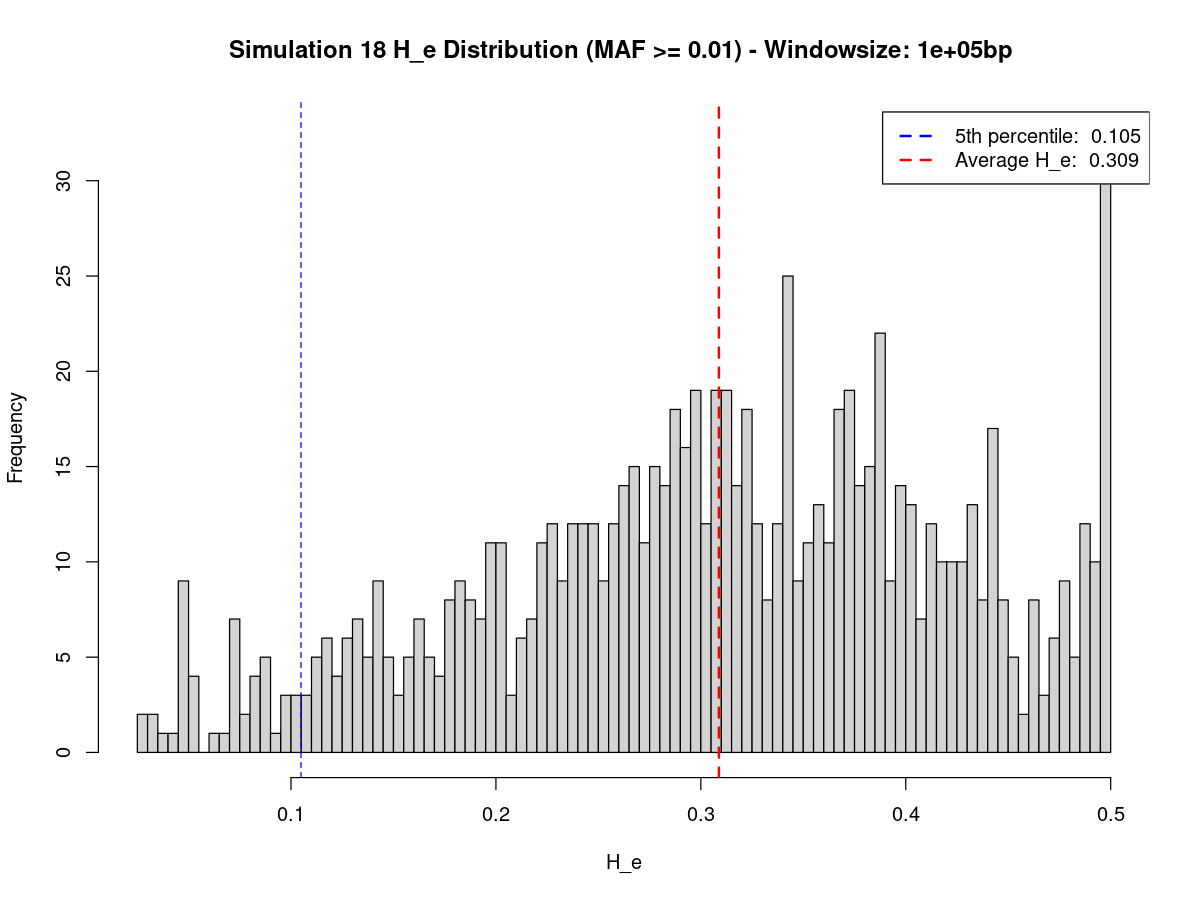 Simulation 18 H_e Distribution (MAF >= 0.01) - Windowsize: 1e+05bp
5th percentile: 0.105
Average H_e: 0.309
Frequency
30
25
20
15
10
5
0
0.1 0.2 0.3 0.4 0.5
H_e